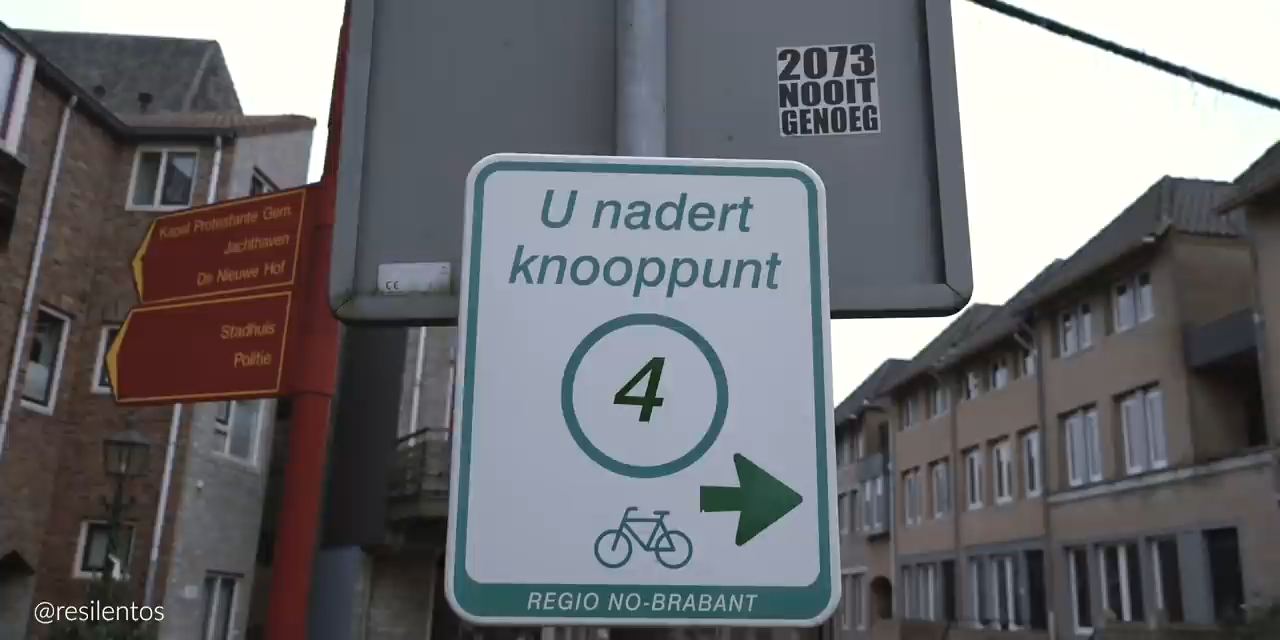 2073
NOOIT
GENOEG
U nadert
knooppunt
4
REGIO NO-BRABANT
Kapel Protestante Gem.
Jachthaven
De Nieuwe Hof
Stadhuis
Politie
CE
@resilentos